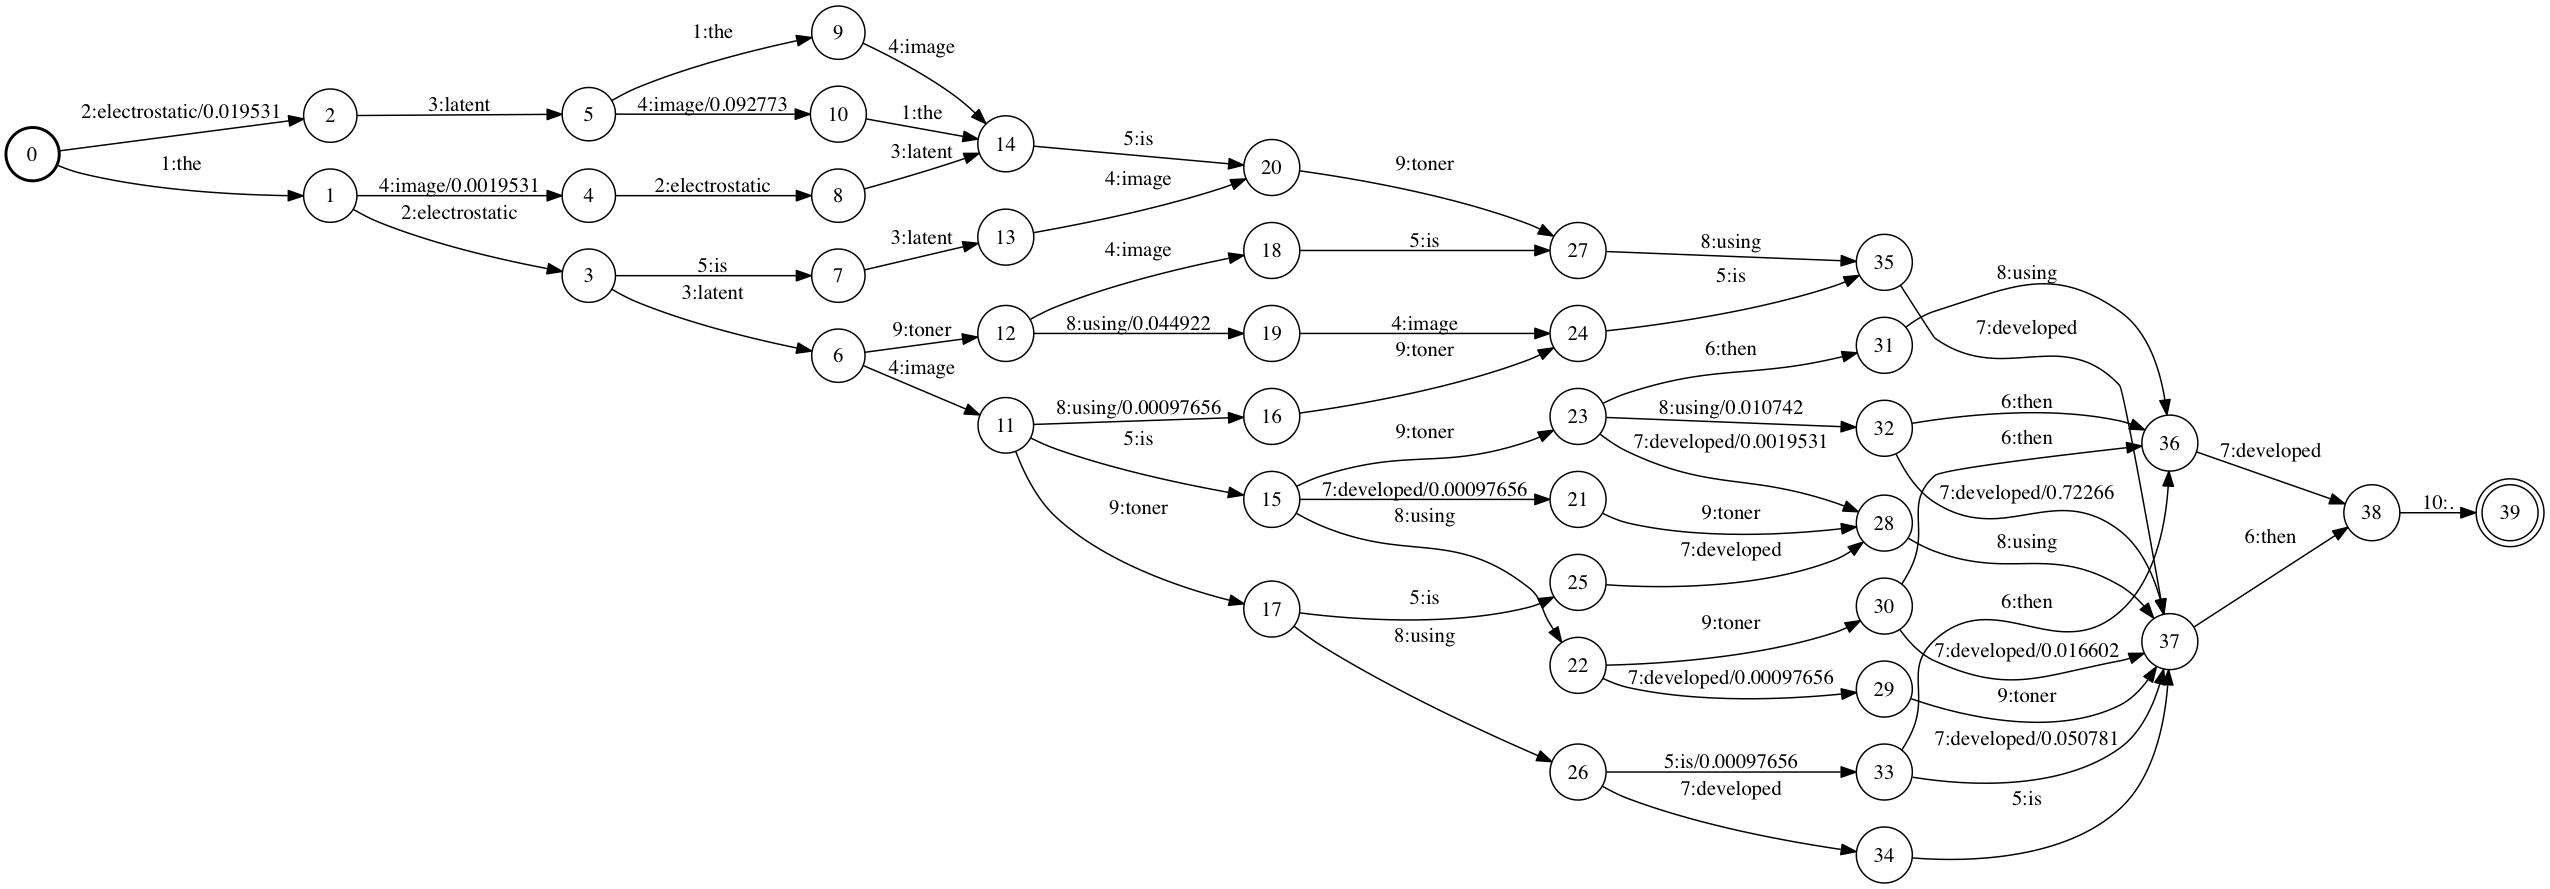 0
2:electrostatic/0.019531
1:the
2
1
3:latent
4:image/0.0019531
2:electrostatic
5
4
3
1:the
4:image/0.092773
2:electrostatic
5:is
3:latent
9
10
8
7
6
4:image
1:the
3:latent
3:latent
9:toner
4:image
14
13
12
11
5:is
4:image
4:image
8:using/0.044922
8:using/0.00097656
5:is
9:toner
20
18
19
16
15
17
9:toner
5:is
4:image
9:toner
9:toner
7:developed/0.00097656
8:using
5:is
8:using
27
24
23
21
25
22
26
8:using
5:is
6:then
8:using/0.010742
7:developed/0.0019531
9:toner
7:developed
9:toner
7:developed/0.00097656
5:is/0.00097656
7:developed
35
31
32
28
30
29
33
34
8:using
7:developed
6:then
6:then
7:developed/0.72266
8:using
6:then
7:developed/0.016602
9:toner
7:developed/0.050781
5:is
36
37
7:developed
6:then
38
10:.
39